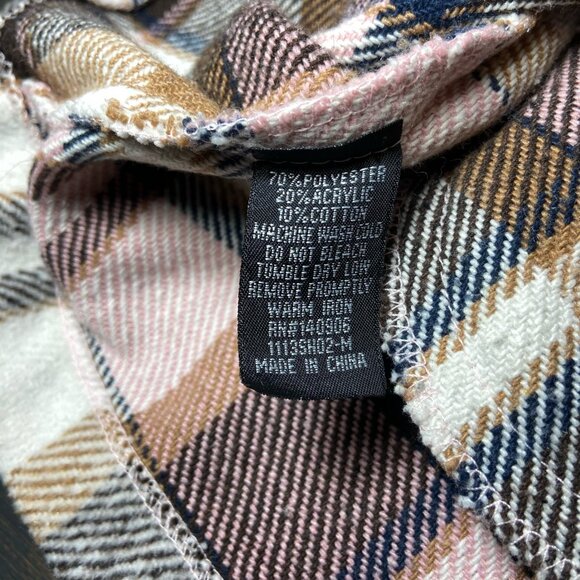 70%POLYESTER
20%ACRYLIC
10%COTTON
MACHINE WASH COLD
DO NOT BLEACH
TUMBLE DRY LOW
REMOVE PROMPTLY
WARM IRON
RN#140906
1113SH02-M
MADE IN CHINA